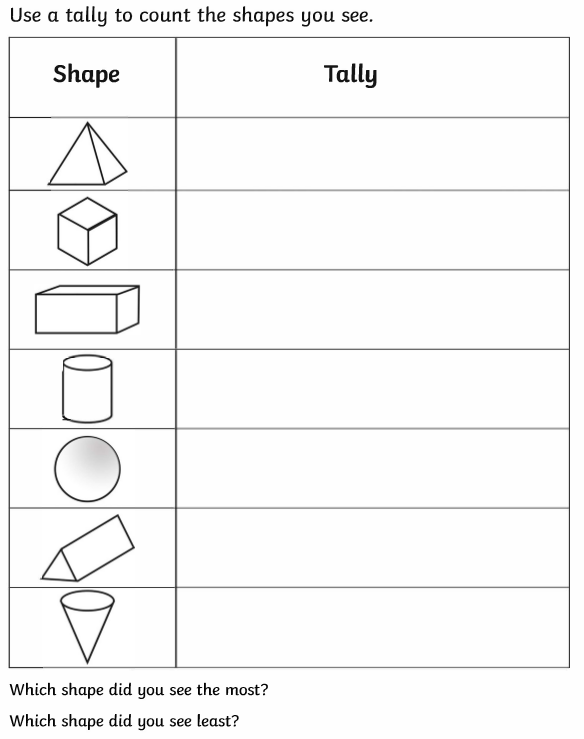 Use a tally to count the shapes you see.
Shape Tally
Which shape did you see the most?
Which shape did you see least?